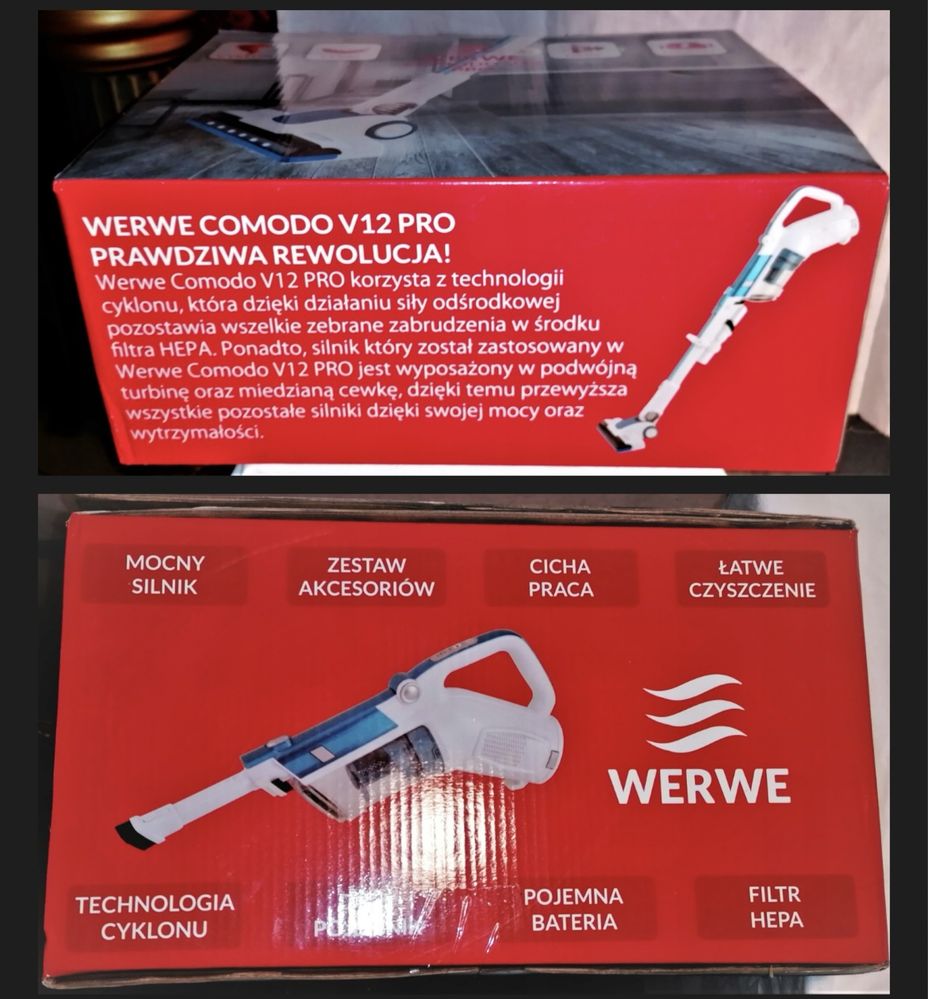 WERWE COMODO V12 PRO
PRAWDZIWA REWOLUCJA!
Werwe Comodo V12 PRO korzysta z technologii
cyklonu, która dzięki działaniu siły odśrodkowej
pozostawia wszelkie zebrane zabrudzenia w środku
filtra HEPA. Ponadto, silnik który został zastosowany w
Werwe Comodo V12 PRO jest wyposażony w podwójną
turbinę oraz miedzianą cewkę, dzięki temu przewyższa
wszystkie pozostałe silniki dzięki swojej mocy oraz
wytrzymałości.
MOCNY
SILNIK
ZESTAW
AKCESORIÓW
CICHA
PRACA
ŁATWE
CZYSZCZENIE
WERWE
TECHNOLOGIA
CYKLONU
POJEMNA
BATERIA
FILTR
HEPA